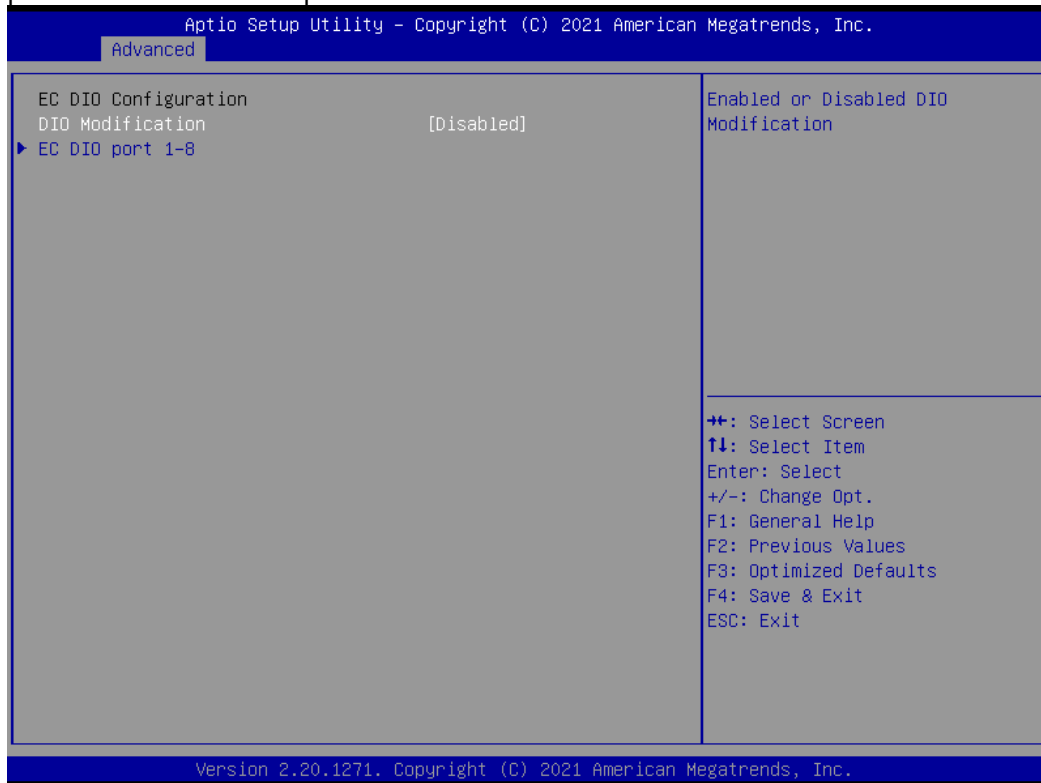 Aptio Setup Utility – Copyright (C) 2021 American Megatrends, Inc.
Advanced
EC DIO Configuration
DIO Modification [Disabled]
▶ EC DIO port 1-8
Enabled or Disabled DIO
Modification
→←: Select Screen
↑↓: Select Item
Enter: Select
+/-: Change Opt.
F1: General Help
F2: Previous Values
F3: Optimized Defaults
F4: Save & Exit
ESC: Exit
Version 2.20.1271. Copyright (C) 2021 American Megatrends, Inc.